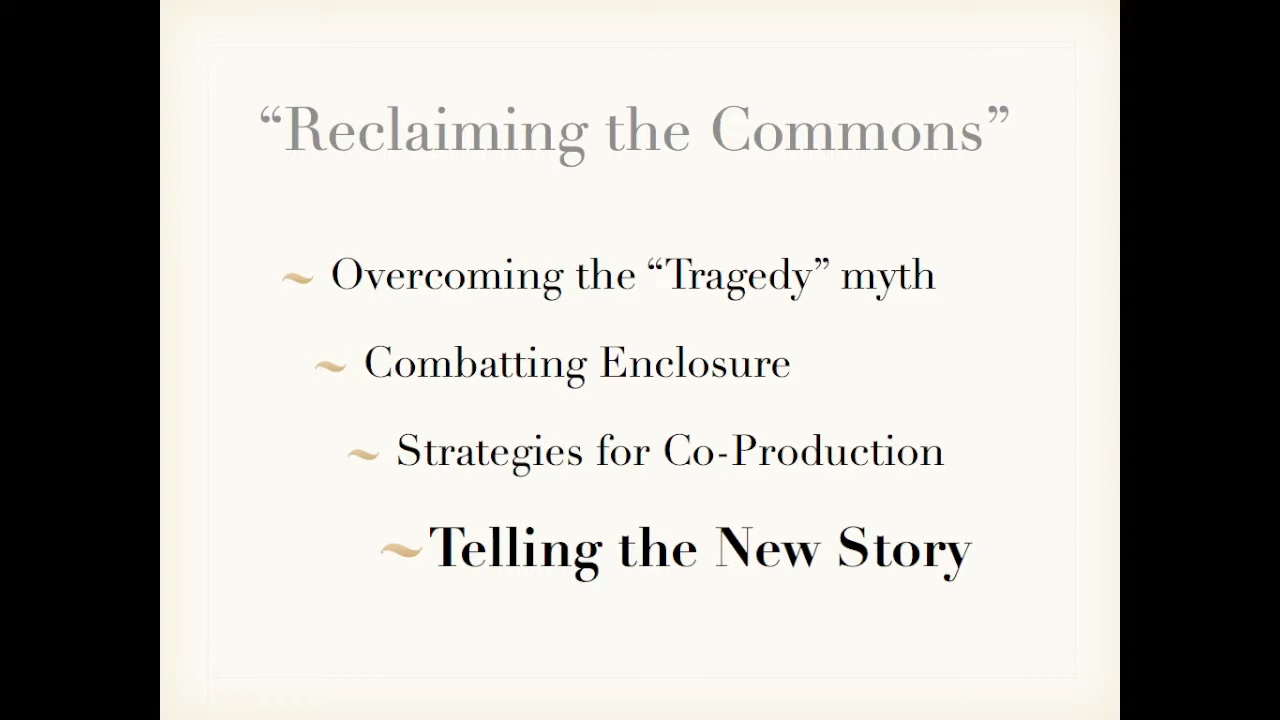 “Reclaiming the Commons”
Overcoming the “Tragedy” myth
Combatting Enclosure
Strategies for Co-Production
Telling the New Story